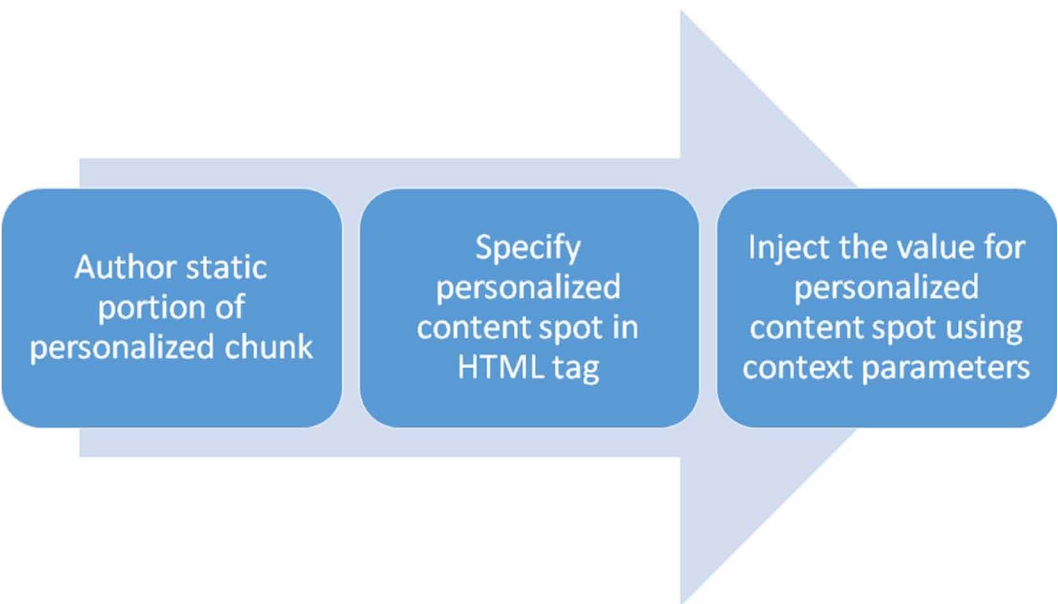 Author static
portion of
personalized chunk
Specify
personalized
content spot in
HTML tag
Inject the value for
personalized
content spot using
context parameters